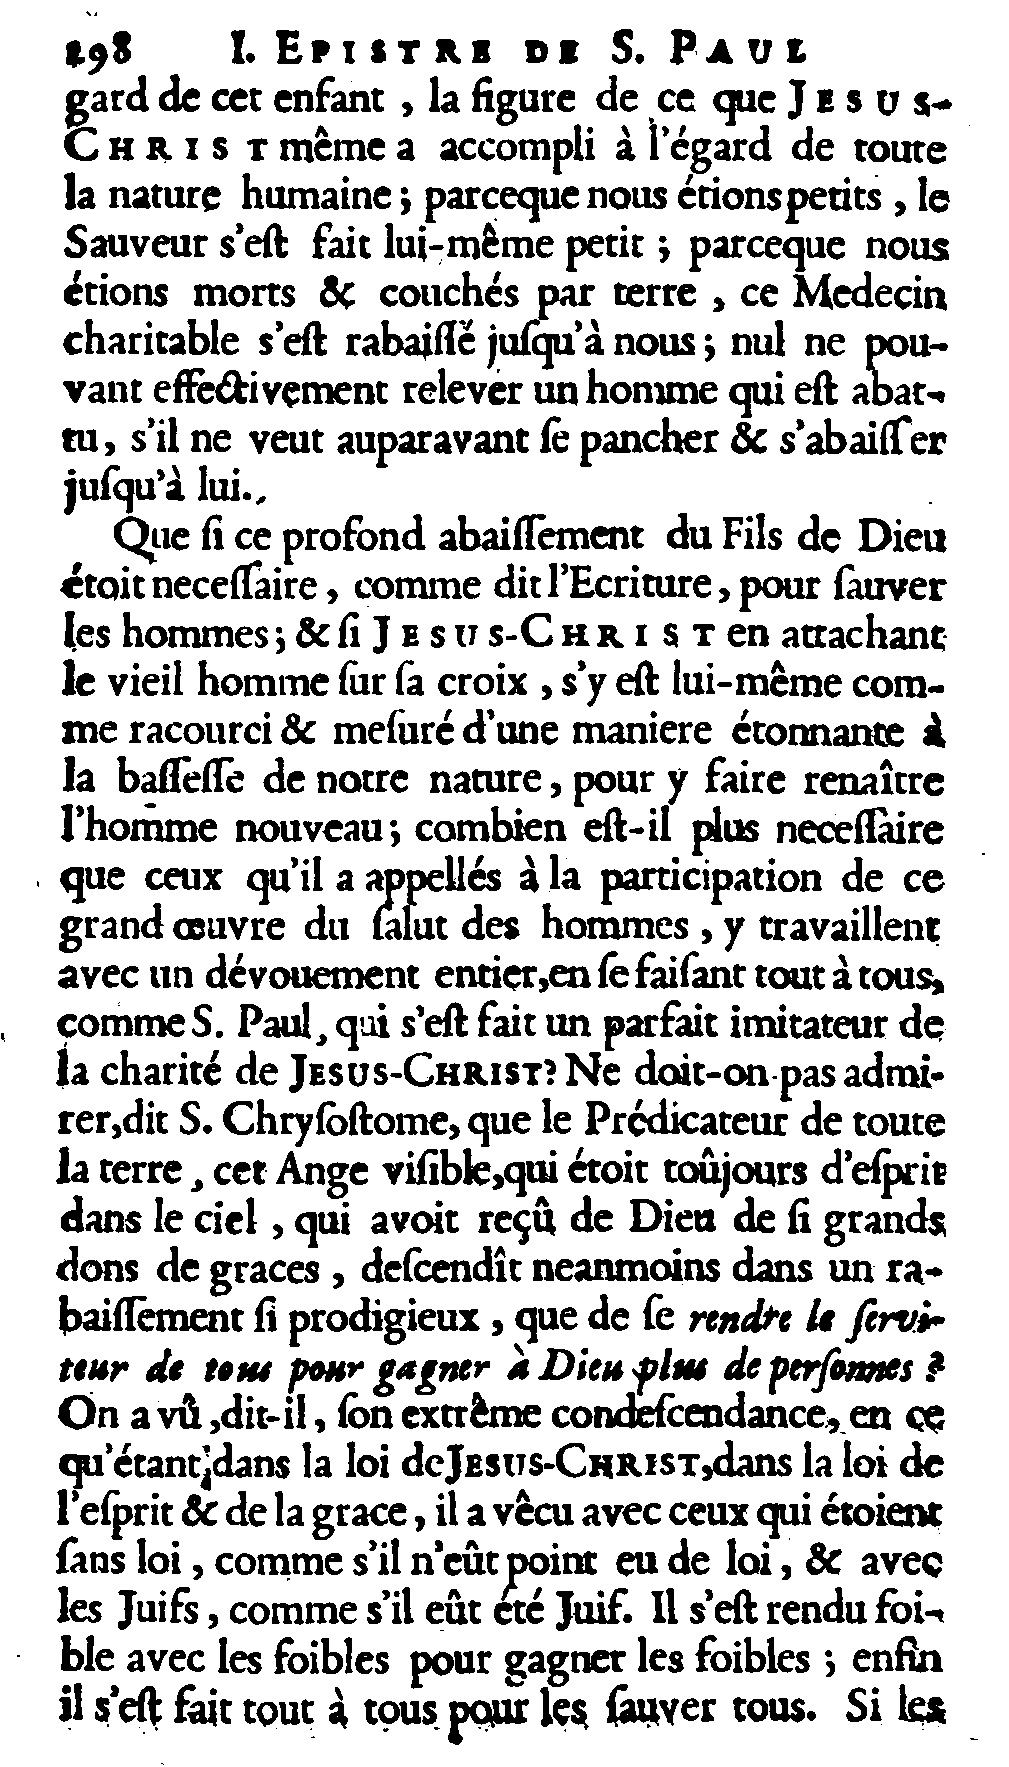 298 I. EPISTRE DE S. PAUL
gard de cet enfant , la figure de ce que JESUS-
CHRIST même a accompli à l'égard de toute
la nature humaine ; parceque nous étions petits , le
Sauveur s'eſt fait lui-même petit ; parceque nous
étions morts & couchés par terre , ce Medecin
charitable s'eſt rabaiſſé juſqu'à nous ; nul ne pou-
vant effectivement relever un homme qui eſt abat-
tu, s'il ne veut auparavant ſe pancher & s'abaiſſer
juſqu'à lui.
Que ſi ce profond abaiſſement du Fils de Dieu
étoit neceſſaire , comme dit l'Ecriture , pour ſauver
les hommes ; & ſi JESUS-CHRIST en attachant
le vieil homme ſur ſa croix , s'y eſt lui-même com-
me racourci & meſuré d'une maniere étonnante à
la baſſeſſe de notre nature, pour y faire renaître
l'homme nouveau ; combien eſt-il plus neceſſaire
que ceux qu'il a appellés à la participation de ce
grand œuvre du ſalut des hommes , y travaillent
avec un dévouement entier, en ſe faiſant tout à tous,
comme S. Paul, qui s'eſt fait un parfait imitateur de
la charité de JESUS-CHRIST? Ne doit-on pas admi-
rer, dit S. Chryſoſtome, que le Prédicateur de toute
la terre , cet Ange viſible, qui étoit toûjours d'eſprit
dans le ciel , qui avoit reçû de Dieu de ſi grands
dons de graces , deſcendît neanmoins dans un ra-
baiſſement ſi prodigieux , que de ſe rendre le ſervi-
teur de tous pour gagner à Dieu plus de perſonnes ?
On a vû , dit-il , ſon extrême condeſcendance, en ce
qu'étant dans la loi de JESUS-CHRIST, dans la loi de
l'eſprit & de la grace , il a vêcu avec ceux qui étoient
ſans loi , comme s'il n'eût point eu de loi , & avec
les Juifs , comme s'il eût été Juif. Il s'eſt rendu foi-
ble avec les foibles pour gagner les foibles ; enfin
il s'eſt fait tout à tous pour les ſauver tous. Si les